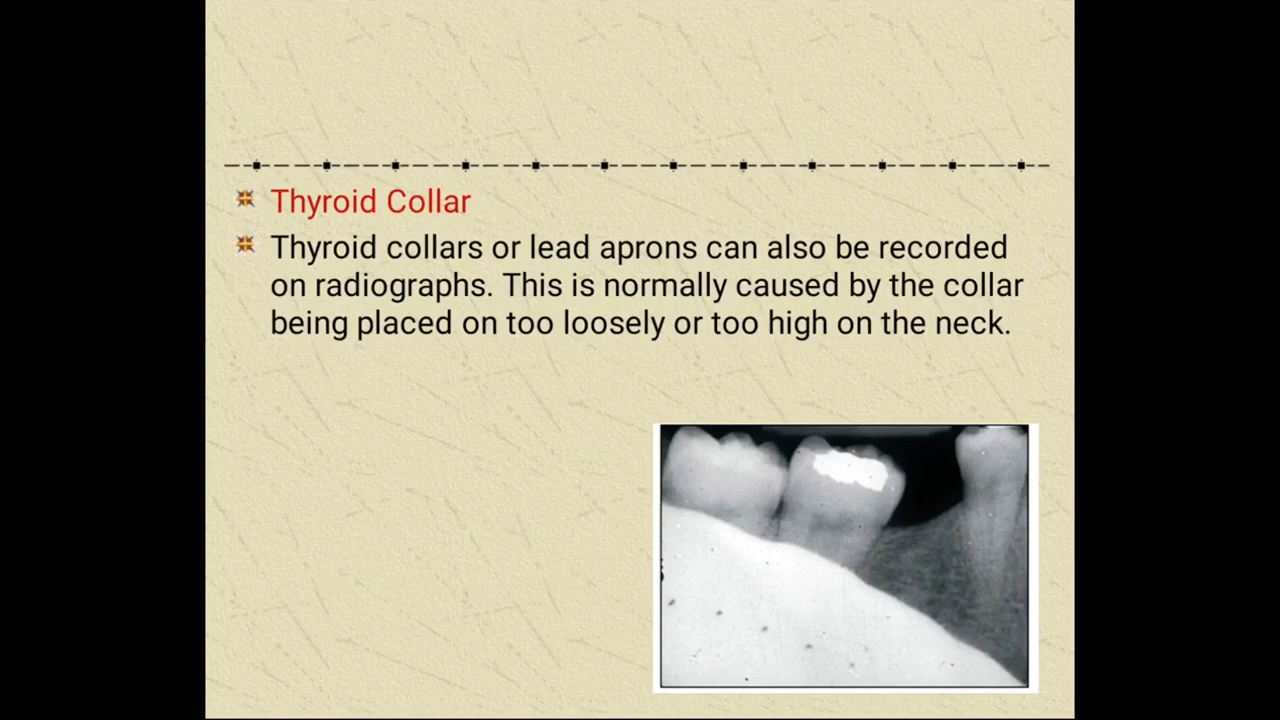 Thyroid Collar
Thyroid collars or lead aprons can also be recorded
on radiographs. This is normally caused by the collar
being placed on too loosely or too high on the neck.